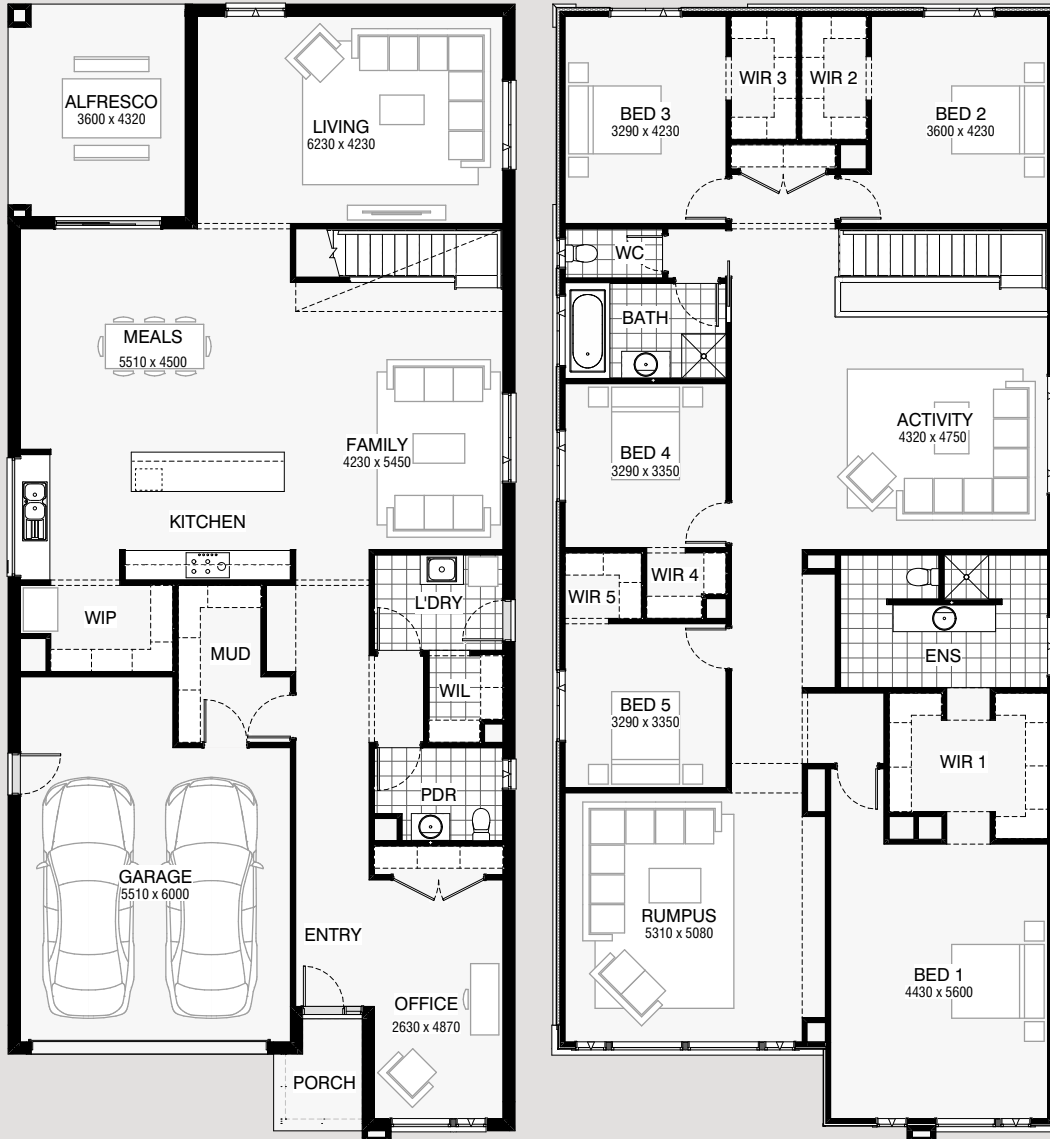 ALFRESCO
3600 x 4320
LIVING
6230 x 4230
MEALS
5510 x 4500
FAMILY
4230 x 5450
KITCHEN
WIP
MUD
L'DRY
WIL
PDR
GARAGE
5510 x 6000
ENTRY
OFFICE
2630 x 4870
PORCH
BED 3
3290 x 4230
WIR 3
WIR 2
BED 2
3600 x 4230
WC
BATH
BED 4
3290 x 3350
ACTIVITY
4320 x 4750
WIR 5
WIR 4
ENS
BED 5
3290 x 3350
WIR 1
RUMPUS
5310 x 5080
BED 1
4430 x 5600